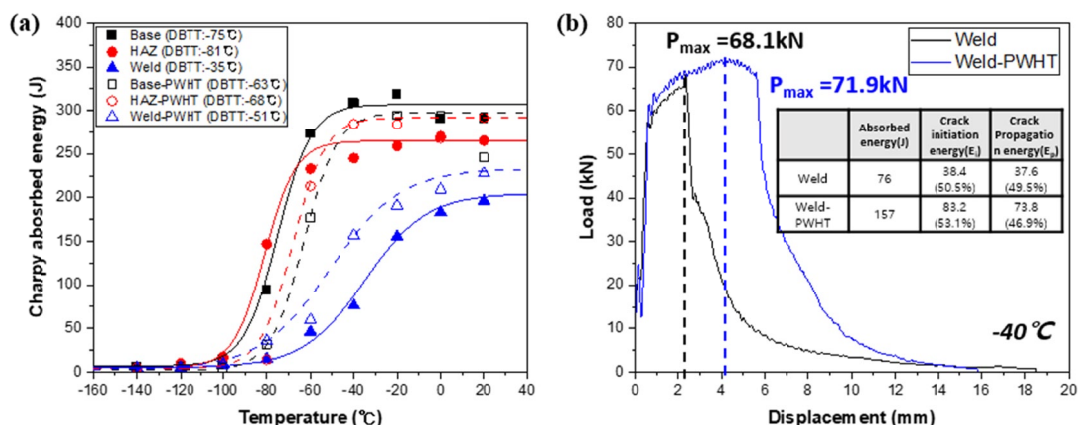 (a)
Charpy absorbed energy (J)
400
350
300
250
200
150
100
50
0
Base (DBTT:-75℃)
HAZ (DBTT:-81℃)
Weld (DBTT:-35℃)
Base-PWHT (DBTT:-63℃)
HAZ-PWHT (DBTT:-68℃)
Weld-PWHT (DBTT:-51℃)
-160 -140 -120 -100 -80 -60 -40 -20 0 20 40
Temperature (℃)
(b)
Load (kN)
80
70
60
50
40
30
20
10
0
Pmax =68.1kN
Pmax =71.9kN
Weld
Weld-PWHT
Absorbed energy(J)
Crack initiation energy(Ei)
Crack Propagatio n energy(Ep)
Weld 76 38.4 (50.5%) 37.6 (49.5%)
Weld- PWHT 157 83.2 (53.1%) 73.8 (46.9%)
-40℃
0 2 4 6 8 10 12 14 16 18 20
Displacement (mm)